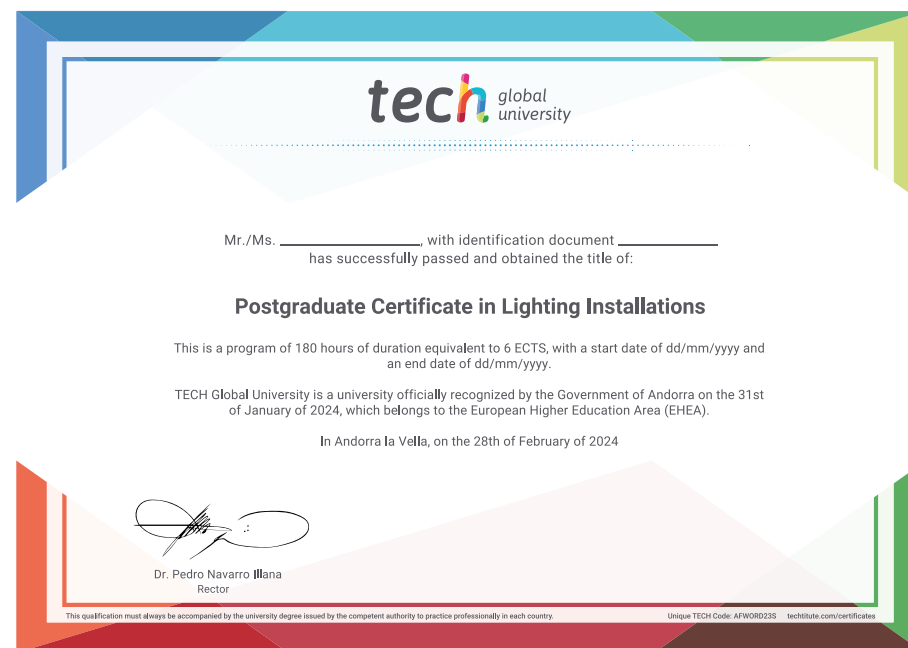 tech global university
Mr./Ms. ____________________, with identification document ______________
has successfully passed and obtained the title of:
Postgraduate Certificate in Lighting Installations
This is a program of 180 hours of duration equivalent to 6 ECTS, with a start date of dd/mm/yyyy and
an end date of dd/mm/yyyy.
TECH Global University is a university officially recognized by the Government of Andorra on the 31st
of January of 2024, which belongs to the European Higher Education Area (EHEA).
In Andorra la Vella, on the 28th of February of 2024
Dr. Pedro Navarro Illana
Rector
This qualification must always be accompanied by the university degree issued by the competent authority to practice professionally in each country. Unique TECH Code: AFWORD23S techtitute.com/certificates